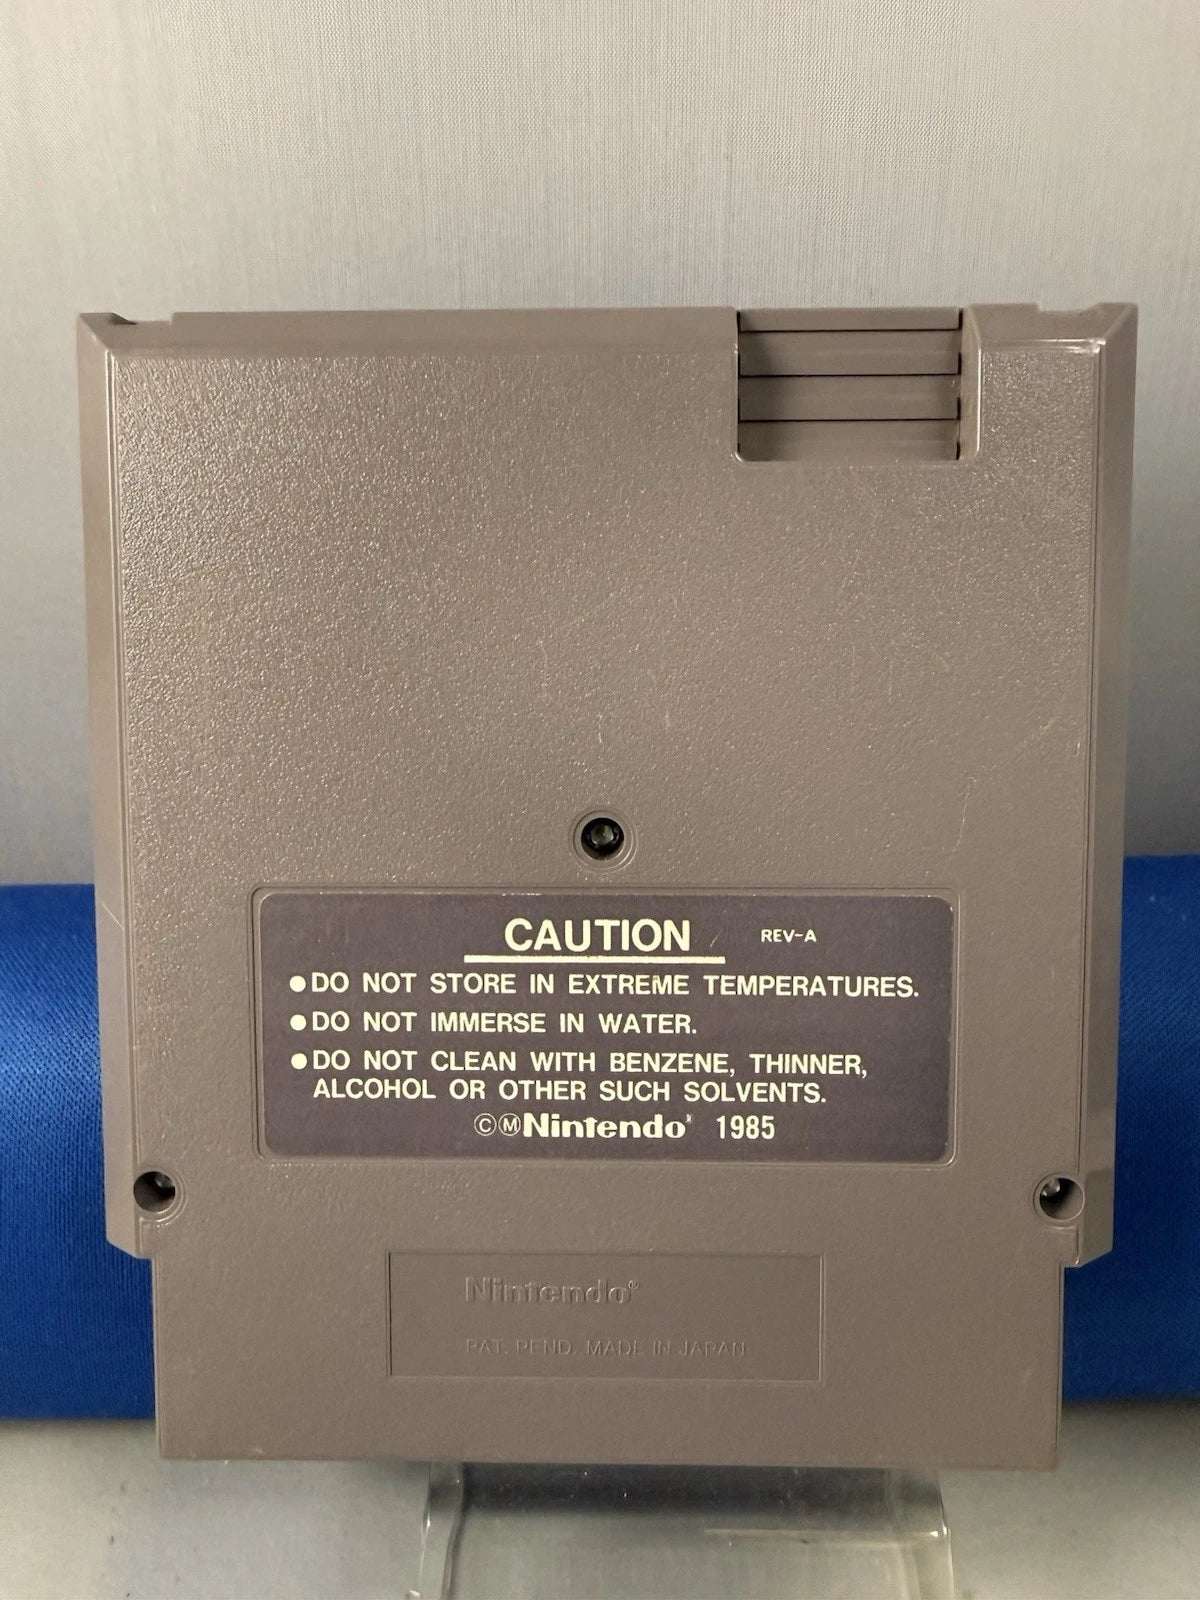 CAUTION REV-A
●DO NOT STORE IN EXTREME TEMPERATURES.
●DO NOT IMMERSE IN WATER.
●DO NOT CLEAN WITH BENZENE, THINNER,
ALCOHOL OR OTHER SUCH SOLVENTS.
ⒸⓂNintendo® 1985
Nintendo®
PAT. PEND. MADE IN JAPAN